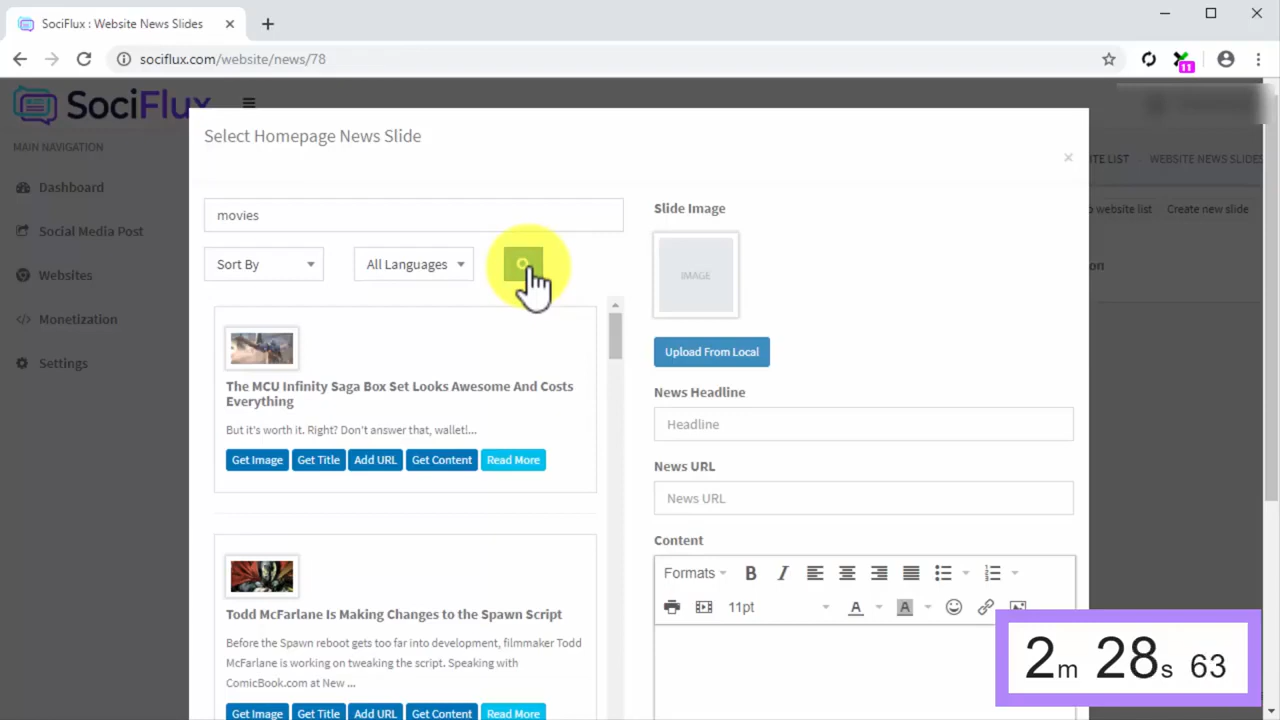 SociFlux : Website News Slides
sociflux.com/website/news/78
11
SociFlux
MAIN NAVIGATION
Dashboard
Social Media Post
Websites
Monetization
Settings
SITE LIST WEBSITE NEWS SLIDES
website list Create new slide
Select Homepage News Slide
×
movies
Sort By
All Languages
The MCU Infinity Saga Box Set Looks Awesome And Costs
Everything
But it's worth it. Right? Don't answer that, wallet!...
Get Image Get Title Add URL Get Content Read More
Todd McFarlane Is Making Changes to the Spawn Script
Before the Spawn reboot gets too far into development, filmmaker Todd
McFarlane is working on tweaking the script. Speaking with
ComicBook.com at New ...
Get Image Get Title Add URL Get Content Read More
Slide Image
IMAGE
Upload From Local
News Headline
Headline
News URL
News URL
Content
Formats B I
11pt A A
2m 28s 63